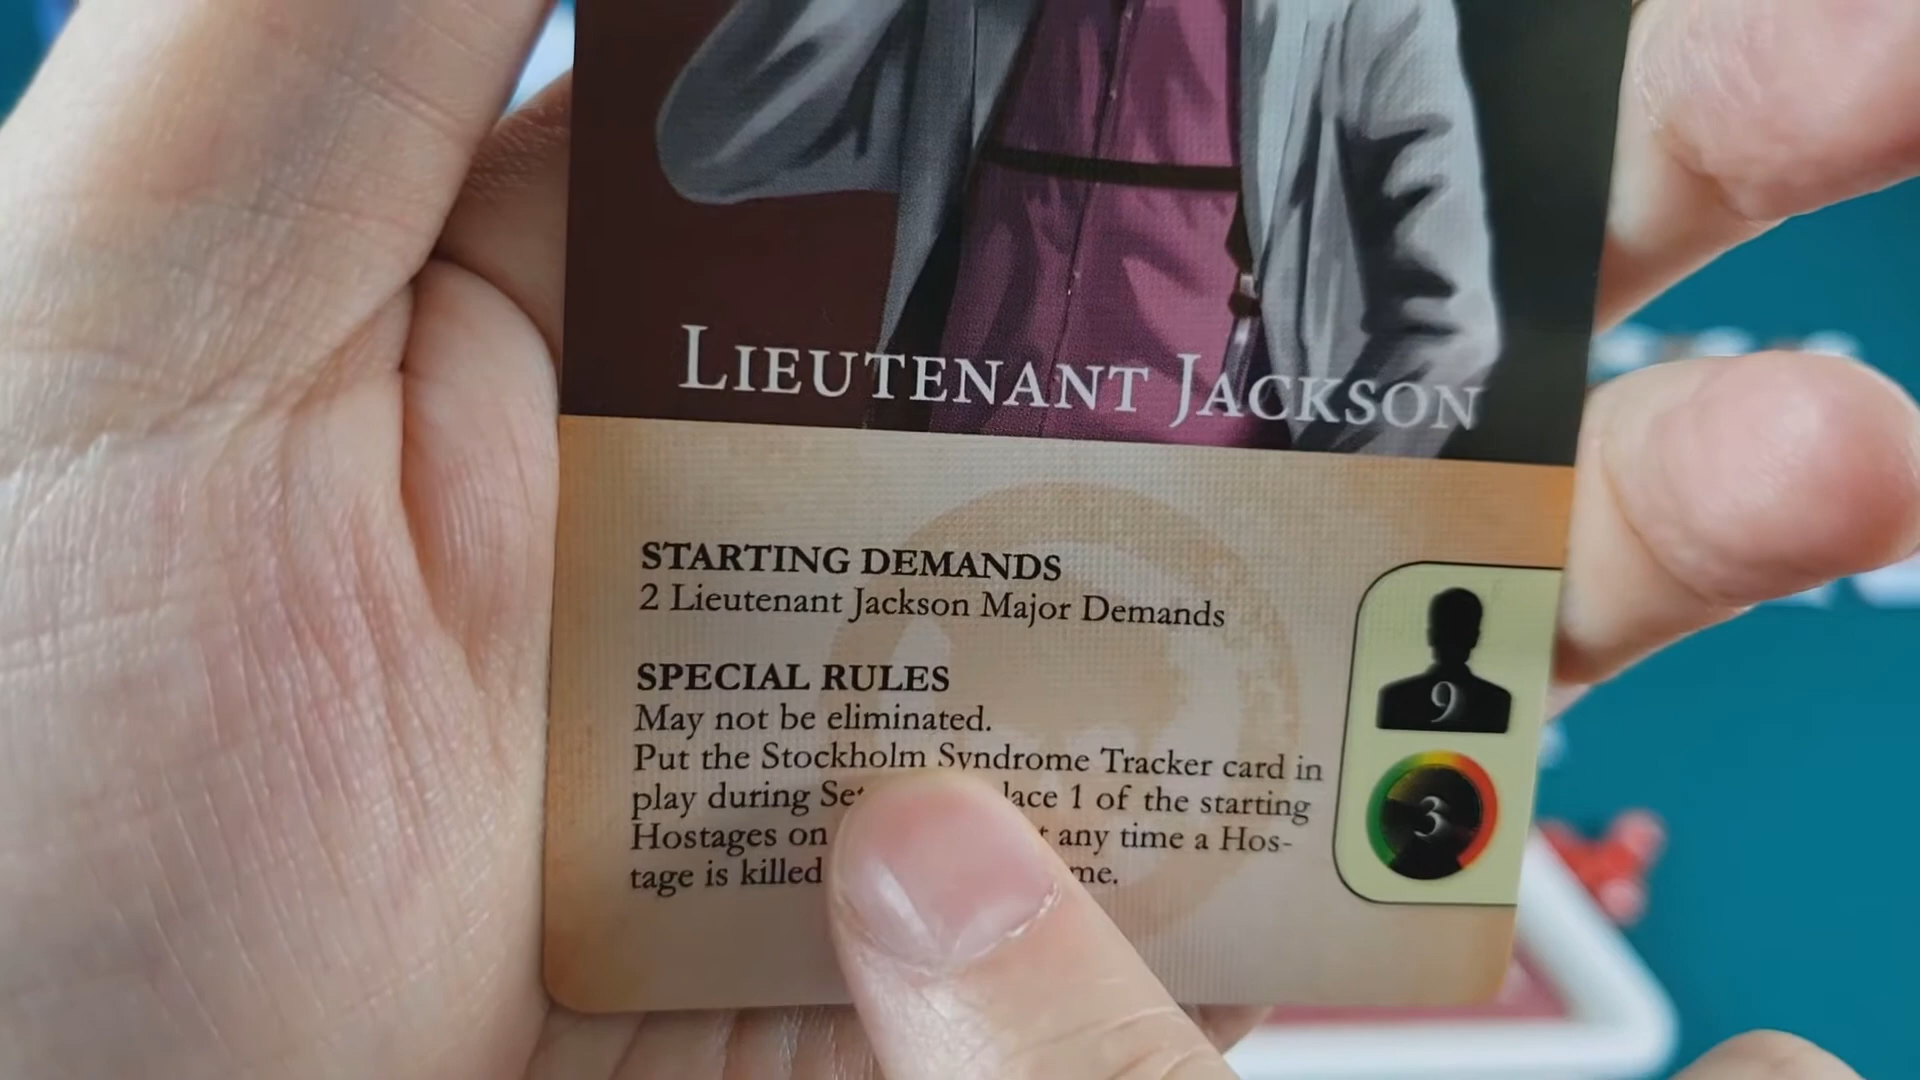 LIEUTENANT JACKSON
STARTING DEMANDS
2 Lieutenant Jackson Major Demands
SPECIAL RULES
May not be eliminated.
Put the Stockholm Syndrome Tracker card in
play during 1 of the starting
Hostages on any time a Hos-
tage is killed
9
3